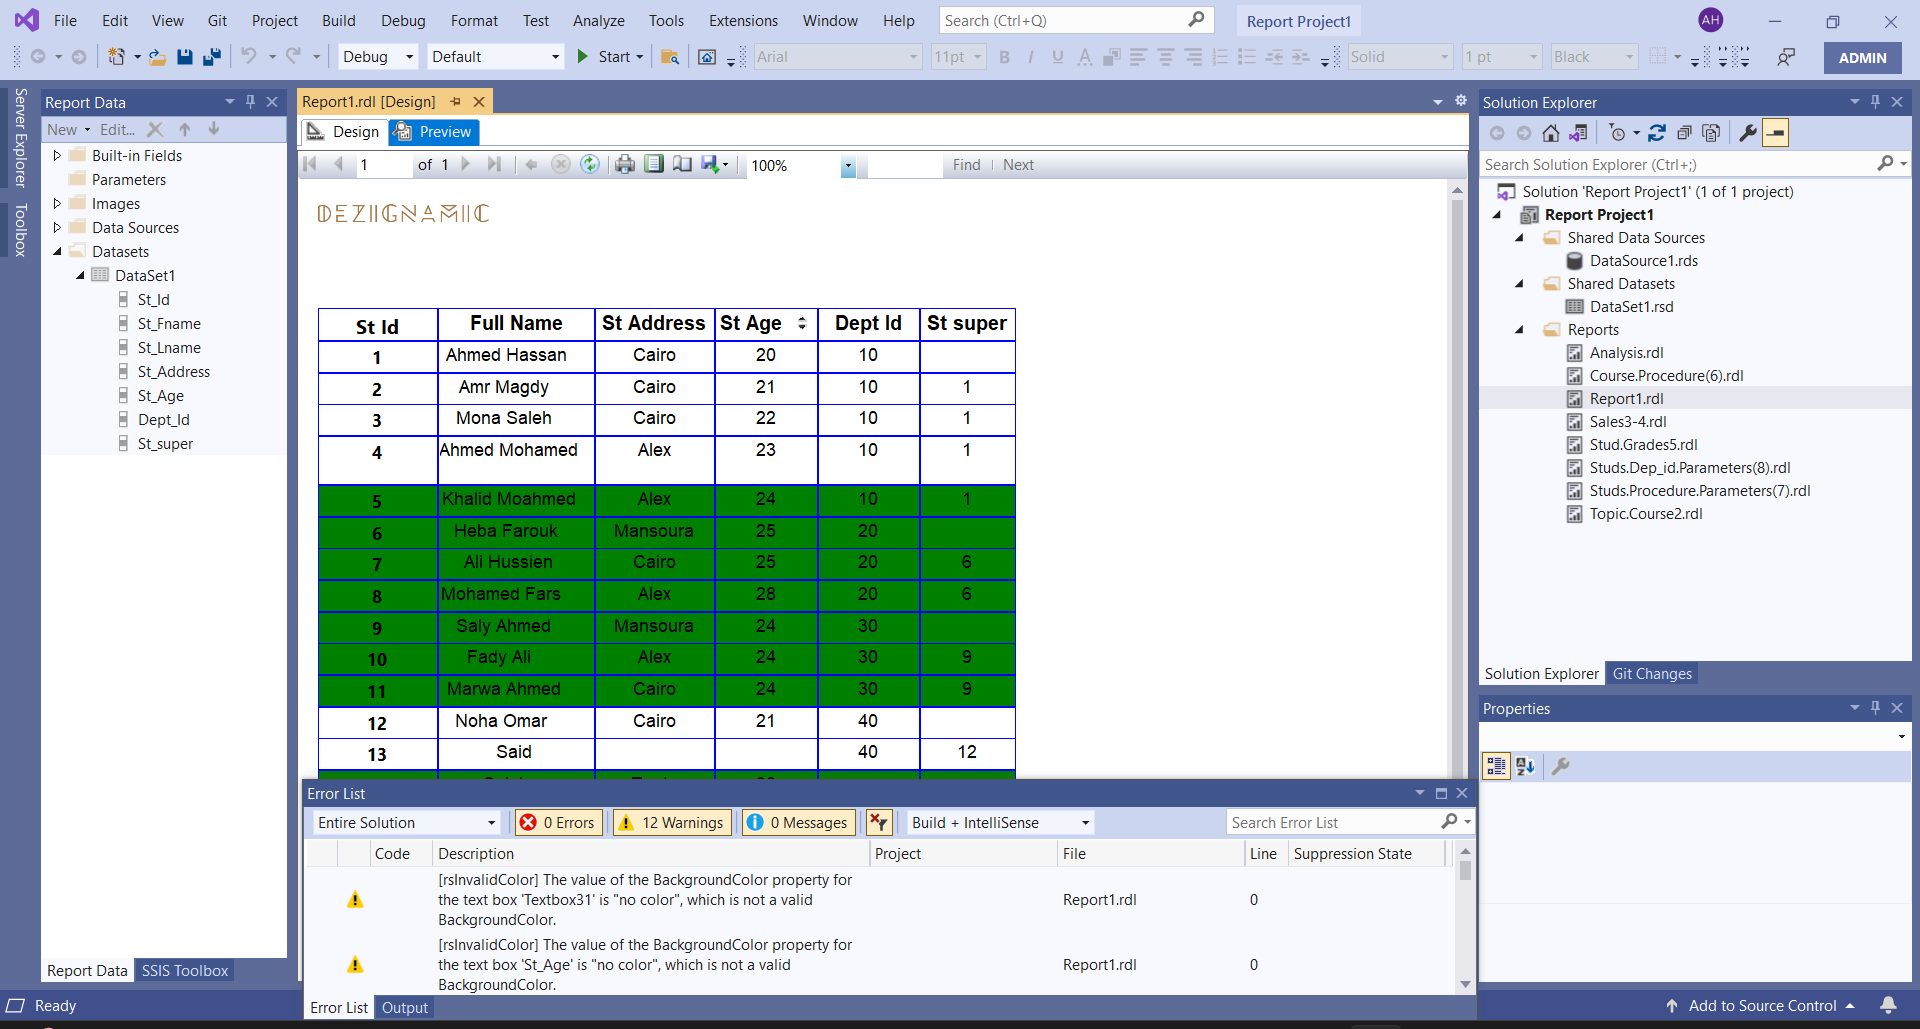 File Edit View Git Project Build Debug Format Test Analyze Tools Extensions Window Help Search (Ctrl+Q) Report Project1 AH
Debug Default Start Arial 11pt B I U A Solid 1 pt Black ADMIN
Server Explorer
Toolbox
Report Data
New Edit...
Built-in Fields
Parameters
Images
Data Sources
Datasets
DataSet1
St_Id
St_Fname
St_Lname
St_Address
St_Age
Dept_Id
St_super
Report Data SSIS Toolbox
Report1.rdl [Design]
Design Preview
1 of 1 100% Find Next
DEZIIGNAMIC
St Id Full Name St Address St Age Dept Id St super
1 Ahmed Hassan Cairo 20 10
2 Amr Magdy Cairo 21 10 1
3 Mona Saleh Cairo 22 10 1
4 Ahmed Mohamed Alex 23 10 1
5 Khalid Moahmed Alex 24 10 1
6 Heba Farouk Mansoura 25 20
7 Ali Hussien Cairo 25 20 6
8 Mohamed Fars Alex 28 20 6
9 Saly Ahmed Mansoura 24 30
10 Fady Ali Alex 24 30 9
11 Marwa Ahmed Cairo 24 30 9
12 Noha Omar Cairo 21 40
13 Said 40 12
Error List
Entire Solution 0 Errors 12 Warnings 0 Messages Build + IntelliSense Search Error List
Code Description Project File Line Suppression State
[rsInvalidColor] The value of the BackgroundColor property for
the text box 'Textbox31' is "no color", which is not a valid Report1.rdl 0
BackgroundColor.
[rsInvalidColor] The value of the BackgroundColor property for
the text box 'St_Age' is "no color", which is not a valid Report1.rdl 0
BackgroundColor.
Error List Output
Solution Explorer
Search Solution Explorer (Ctrl+;)
Solution 'Report Project1' (1 of 1 project)
Report Project1
Shared Data Sources
DataSource1.rds
Shared Datasets
DataSet1.rsd
Reports
Analysis.rdl
Course.Procedure(6).rdl
Report1.rdl
Sales3-4.rdl
Stud.Grades5.rdl
Studs.Dep_id.Parameters(8).rdl
Studs.Procedure.Parameters(7).rdl
Topic.Course2.rdl
Solution Explorer Git Changes
Properties
Ready Add to Source Control